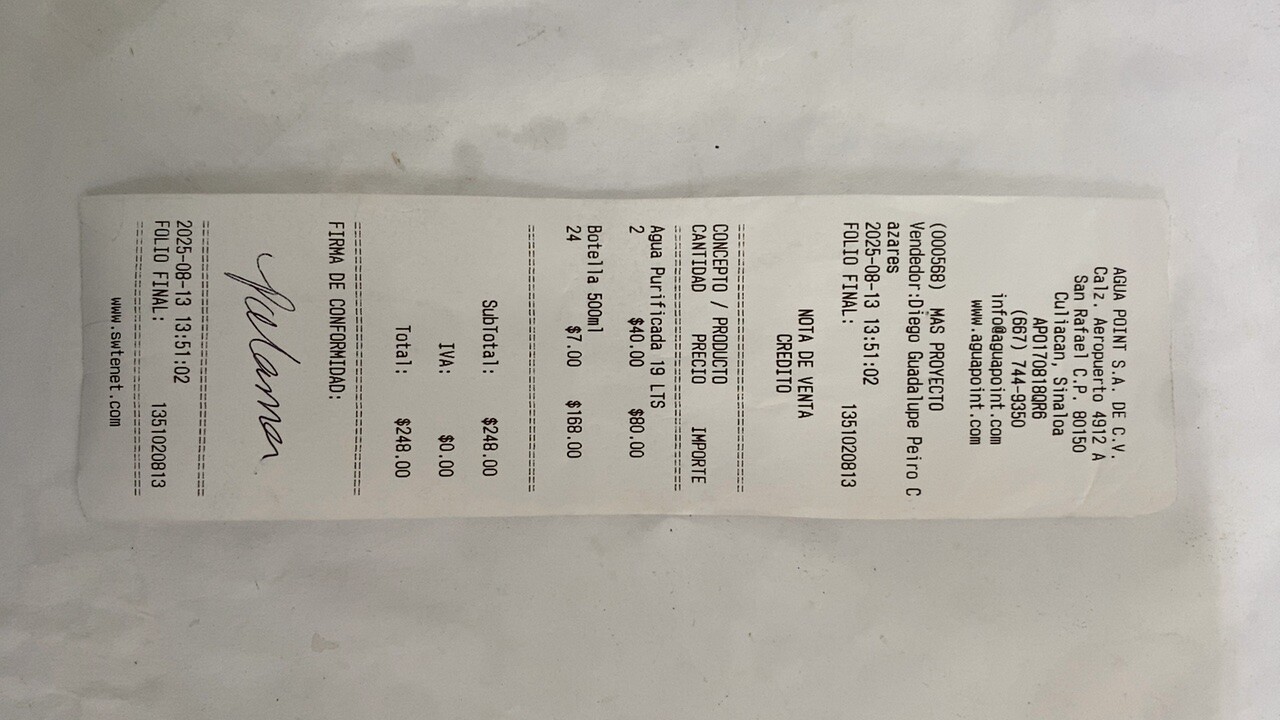 AGUA POINT S.A. DE C.V.
Calz. Aeropuerto 4912 A
San Rafael C.P. 80150
Culiacan, Sinaloa
APO170818QR6
(667) 744-9350
info@aguapoint.com
www.aguapoint.com
(000568) MAS PROYECTO
Vendedor:Diego Guadalupe Peiro C
azares
2025-08-13 13:51:02
FOLIO FINAL: 1351020813
NOTA DE VENTA
CREDITO
==============================
CONCEPTO / PRODUCTO
CANTIDAD PRECIO IMPORTE
==============================
Agua Purificada 19 LTS
2 $40.00 $80.00
Botella 500ml
24 $7.00 $168.00
==============================
SubTotal: $248.00
IVA: $0.00
Total: $248.00
==============================
FIRMA DE CONFORMIDAD:
==============================
2025-08-13 13:51:02
FOLIO FINAL: 1351020813
==============================
www.swtenet.com